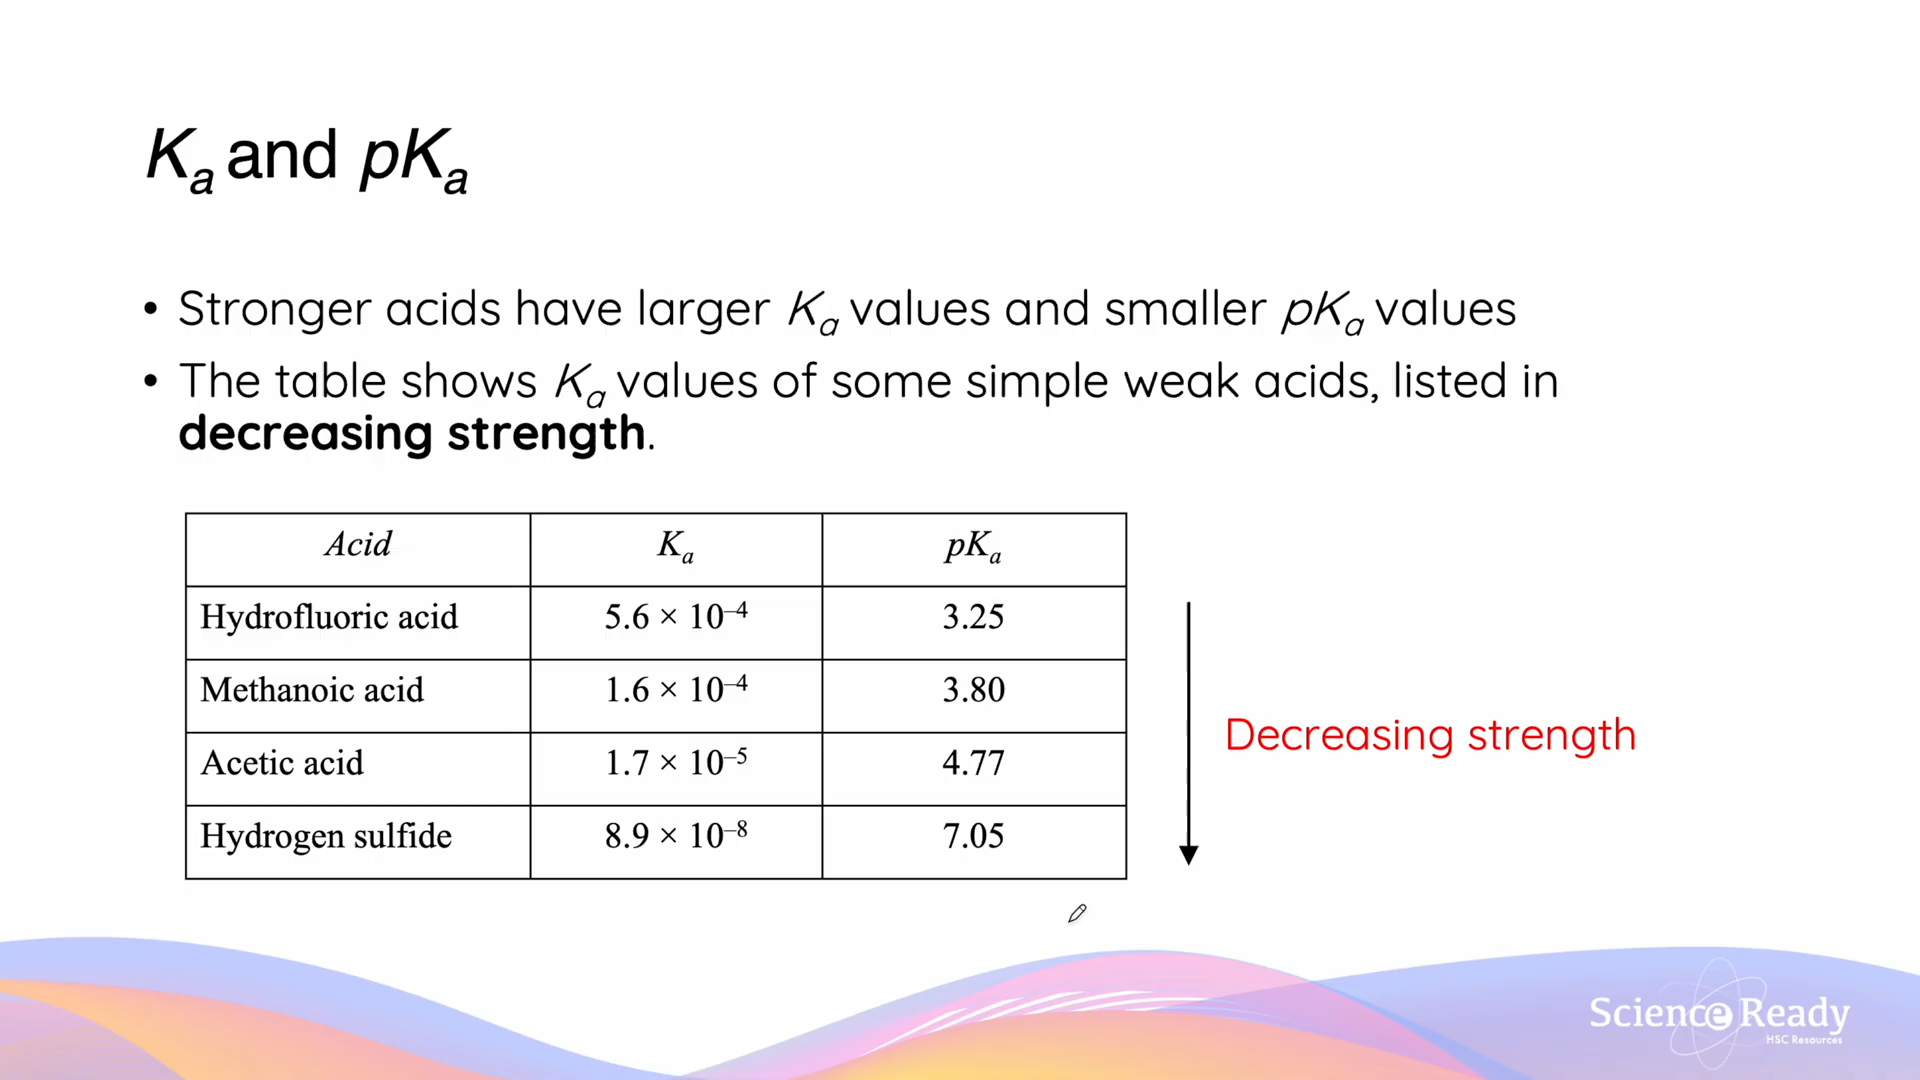 Kₐ and pKₐ
• Stronger acids have larger Kₐ values and smaller pKₐ values
• The table shows Kₐ values of some simple weak acids, listed in
decreasing strength.
Acid Kₐ pKₐ
Hydrofluoric acid 5.6 × 10⁻⁴ 3.25
Methanoic acid 1.6 × 10⁻⁴ 3.80
Acetic acid 1.7 × 10⁻⁵ 4.77
Hydrogen sulfide 8.9 × 10⁻⁸ 7.05
Decreasing strength
Science Ready
HSC Resources